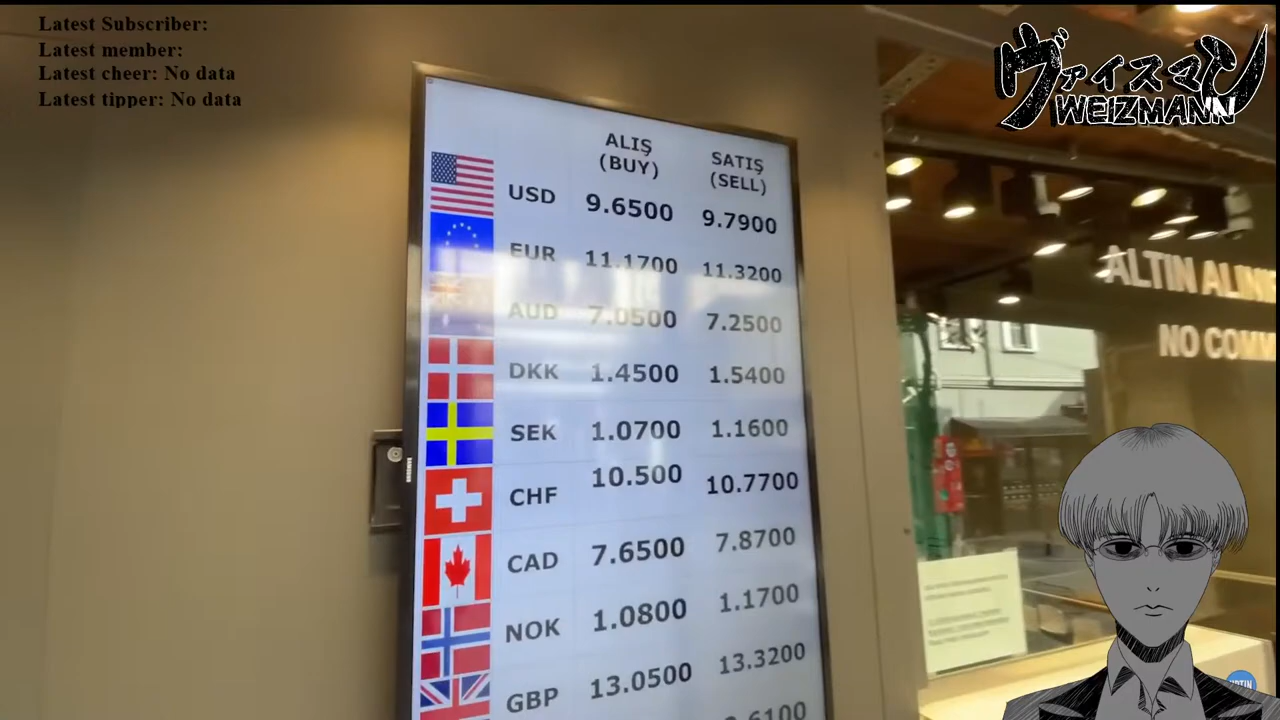 Latest Subscriber:
Latest member:
Latest cheer: No data
Latest tipper: No data
ヴァイスマン
WEIZMANN
ALIŞ
(BUY)
SATIŞ
(SELL)
USD 9.6500 9.7900
EUR 11.1700 11.3200
AUD 7.0500 7.2500
DKK 1.4500 1.5400
SEK 1.0700 1.1600
CHF 10.500 10.7700
CAD 7.6500 7.8700
NOK 1.0800 1.1700
GBP 13.0500 13.3200
ALTIN
NO